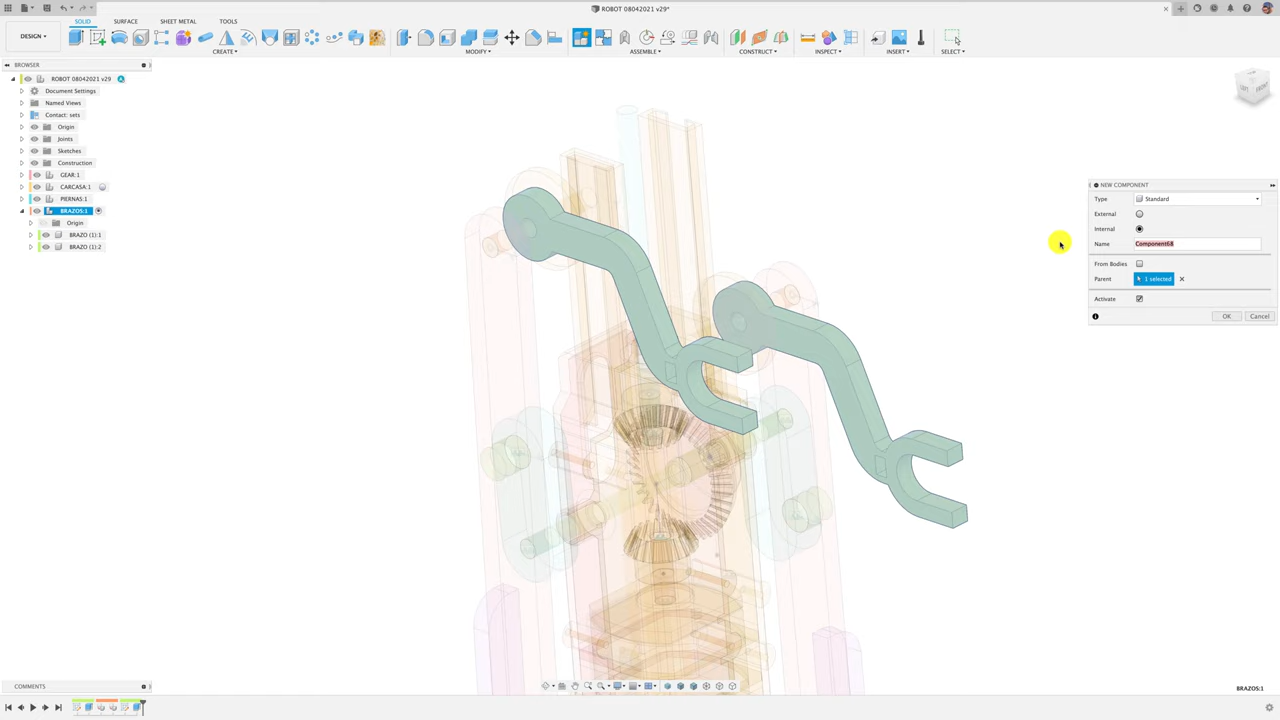 ROBOT 08042021 v29*
DESIGN
SOLID
SURFACE
SHEET METAL
TOOLS
CREATE
MODIFY
ASSEMBLE
CONSTRUCT
INSPECT
INSERT
SELECT
BROWSER
ROBOT 08042021 v29
Document Settings
Named Views
Contact: sets
Origin
Joints
Sketches
Construction
GEAR:1
CARCASA:1
PIERNAS:1
BRAZOS:1
Origin
BRAZO (1):1
BRAZO (1):2
LEFT
FRONT
NEW COMPONENT
Type
Standard
External
Internal
Name
Component68
From Bodies
Parent
1 selected
Activate
OK
Cancel
COMMENTS
BRAZOS:1